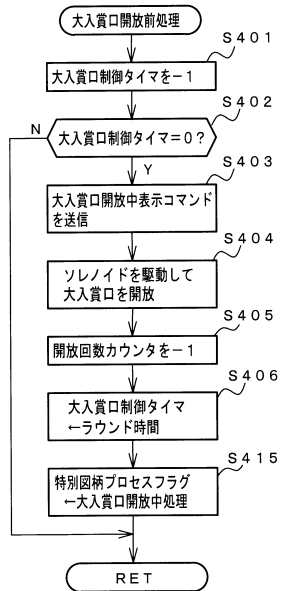 大入賞口開放前処理
S401
大入賞口制御タイマを-1
S402
N
大入賞口制御タイマ=0?
Y
S403
大入賞口開放中表示コマンド
を送信
S404
ソレノイドを駆動して
大入賞口を開放
S405
開放回数カウンタを-1
S406
大入賞口制御タイマ
←ラウンド時間
S415
特別図柄プロセスフラグ
←大入賞口開放中処理
RET